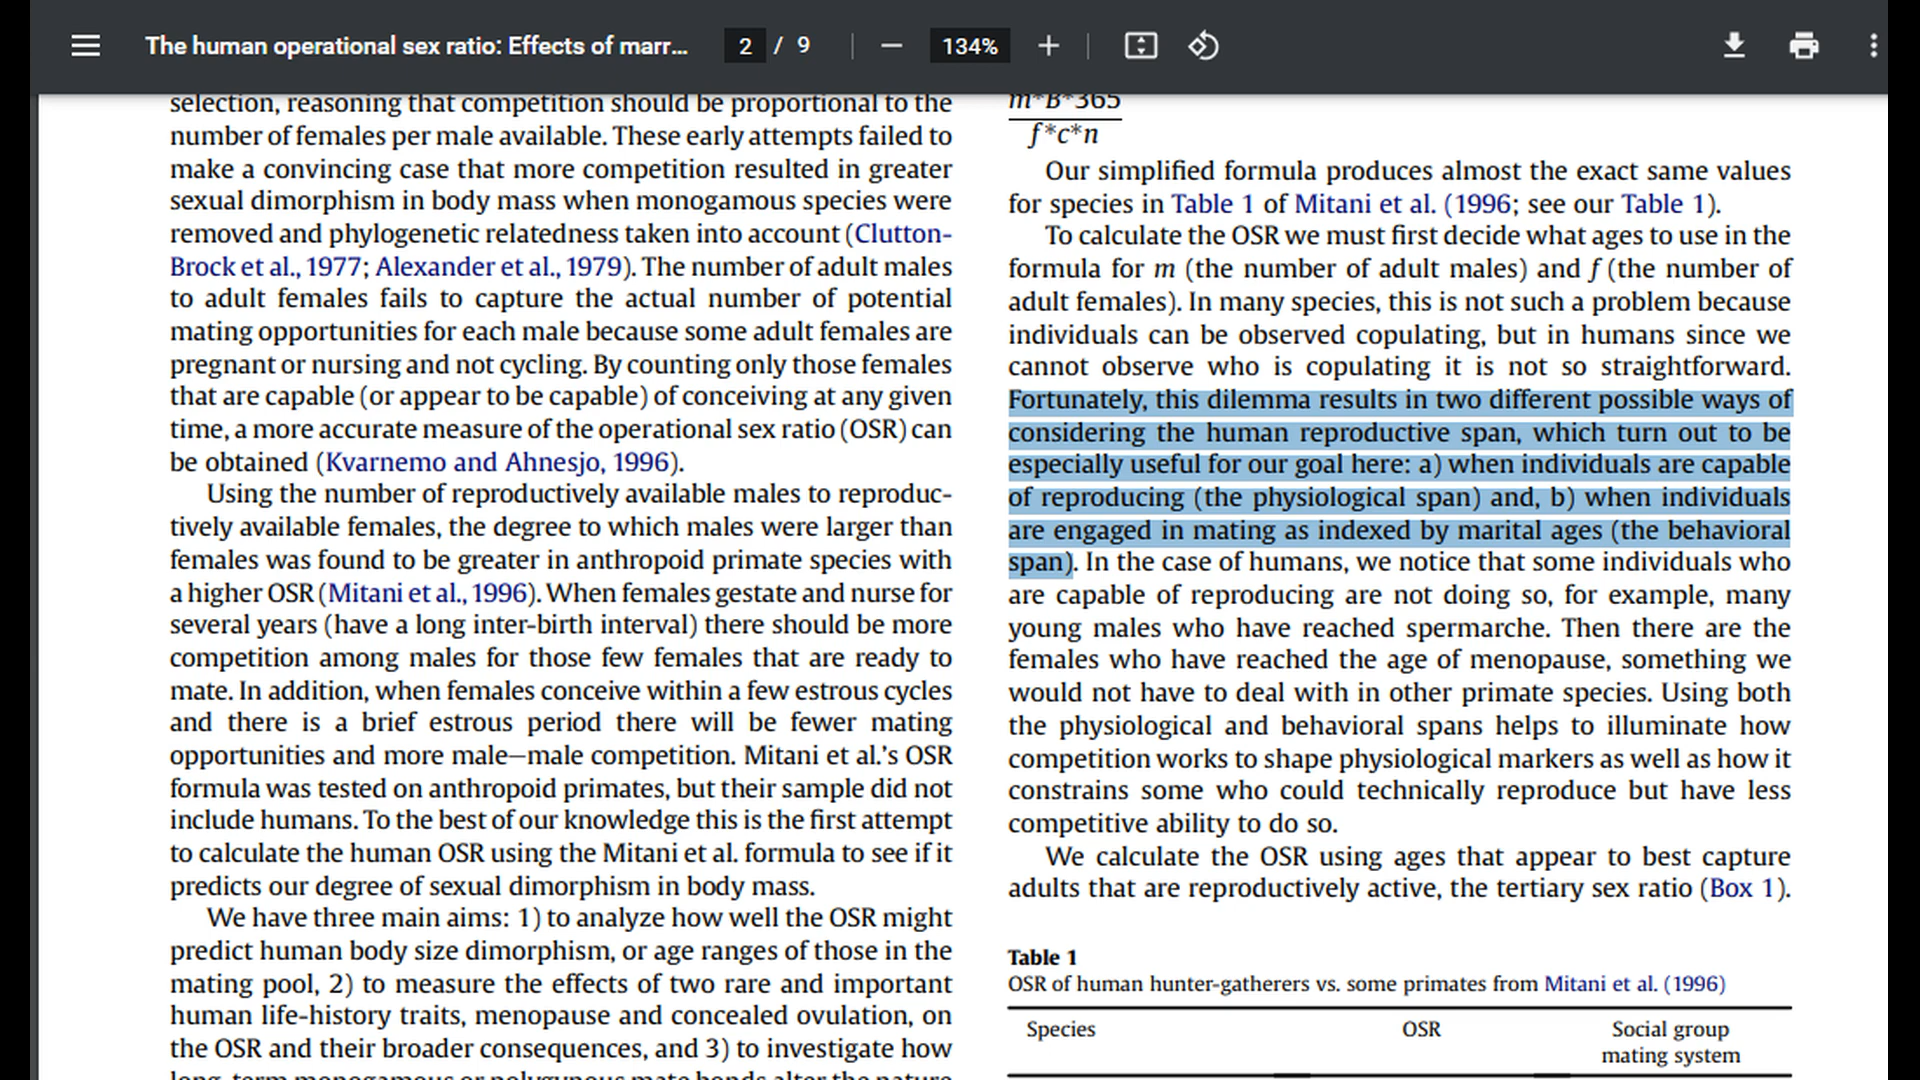 The human operational sex ratio: Effects of marr...
2 / 9
134%
selection, reasoning that competition should be proportional to the
number of females per male available. These early attempts failed to
make a convincing case that more competition resulted in greater
sexual dimorphism in body mass when monogamous species were
removed and phylogenetic relatedness taken into account (Clutton-
Brock et al., 1977; Alexander et al., 1979). The number of adult males
to adult females fails to capture the actual number of potential
mating opportunities for each male because some adult females are
pregnant or nursing and not cycling. By counting only those females
that are capable (or appear to be capable) of conceiving at any given
time, a more accurate measure of the operational sex ratio (OSR) can
be obtained (Kvarnemo and Ahnesjo, 1996).
Using the number of reproductively available males to reproduc-
tively available females, the degree to which males were larger than
females was found to be greater in anthropoid primate species with
a higher OSR (Mitani et al., 1996). When females gestate and nurse for
several years (have a long inter-birth interval) there should be more
competition among males for those few females that are ready to
mate. In addition, when females conceive within a few estrous cycles
and there is a brief estrous period there will be fewer mating
opportunities and more male–male competition. Mitani et al.'s OSR
formula was tested on anthropoid primates, but their sample did not
include humans. To the best of our knowledge this is the first attempt
to calculate the human OSR using the Mitani et al. formula to see if it
predicts our degree of sexual dimorphism in body mass.
We have three main aims: 1) to analyze how well the OSR might
predict human body size dimorphism, or age ranges of those in the
mating pool, 2) to measure the effects of two rare and important
human life-history traits, menopause and concealed ovulation, on
the OSR and their broader consequences, and 3) to investigate how
long-term monogamous or polygynous mate bonds alter the nature
m*B*365
f*c*n
Our simplified formula produces almost the exact same values
for species in Table 1 of Mitani et al. (1996; see our Table 1).
To calculate the OSR we must first decide what ages to use in the
formula for m (the number of adult males) and f (the number of
adult females). In many species, this is not such a problem because
individuals can be observed copulating, but in humans since we
cannot observe who is copulating it is not so straightforward.
Fortunately, this dilemma results in two different possible ways of
considering the human reproductive span, which turn out to be
especially useful for our goal here: a) when individuals are capable
of reproducing (the physiological span) and, b) when individuals
are engaged in mating as indexed by marital ages (the behavioral
span). In the case of humans, we notice that some individuals who
are capable of reproducing are not doing so, for example, many
young males who have reached spermarche. Then there are the
females who have reached the age of menopause, something we
would not have to deal with in other primate species. Using both
the physiological and behavioral spans helps to illuminate how
competition works to shape physiological markers as well as how it
constrains some who could technically reproduce but have less
competitive ability to do so.
We calculate the OSR using ages that appear to best capture
adults that are reproductively active, the tertiary sex ratio (Box 1).
Table 1
OSR of human hunter-gatherers vs. some primates from Mitani et al. (1996)
Species OSR Social group
mating system